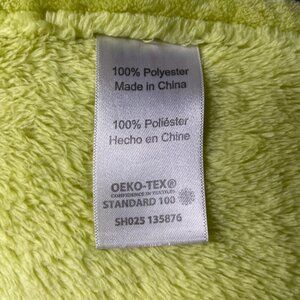 100% Polyester
Made in China
100% Poliéster
Hecho en Chine
OEKO-TEX®
CONFIDENCE IN TEXTILES
STANDARD 100
SH025 135876